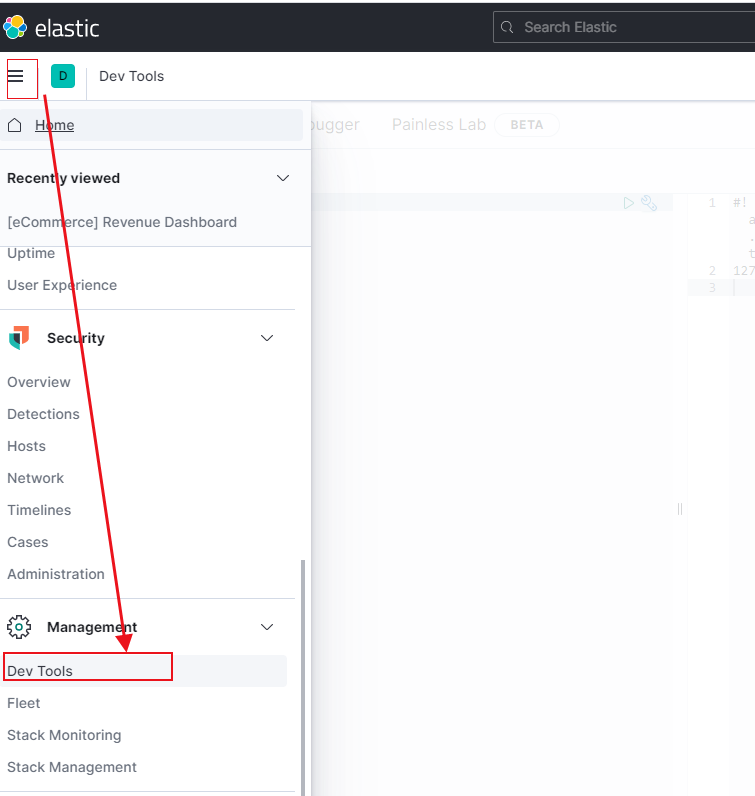 elastic
Search Elastic
D
Dev Tools
Home
bugger
Painless Lab
BETA
Recently viewed
[eCommerce] Revenue Dashboard
Uptime
User Experience
Security
Overview
Detections
Hosts
Network
Timelines
Cases
Administration
Management
Dev Tools
Fleet
Stack Monitoring
Stack Management
1 #!
a
.
t
2 127
3